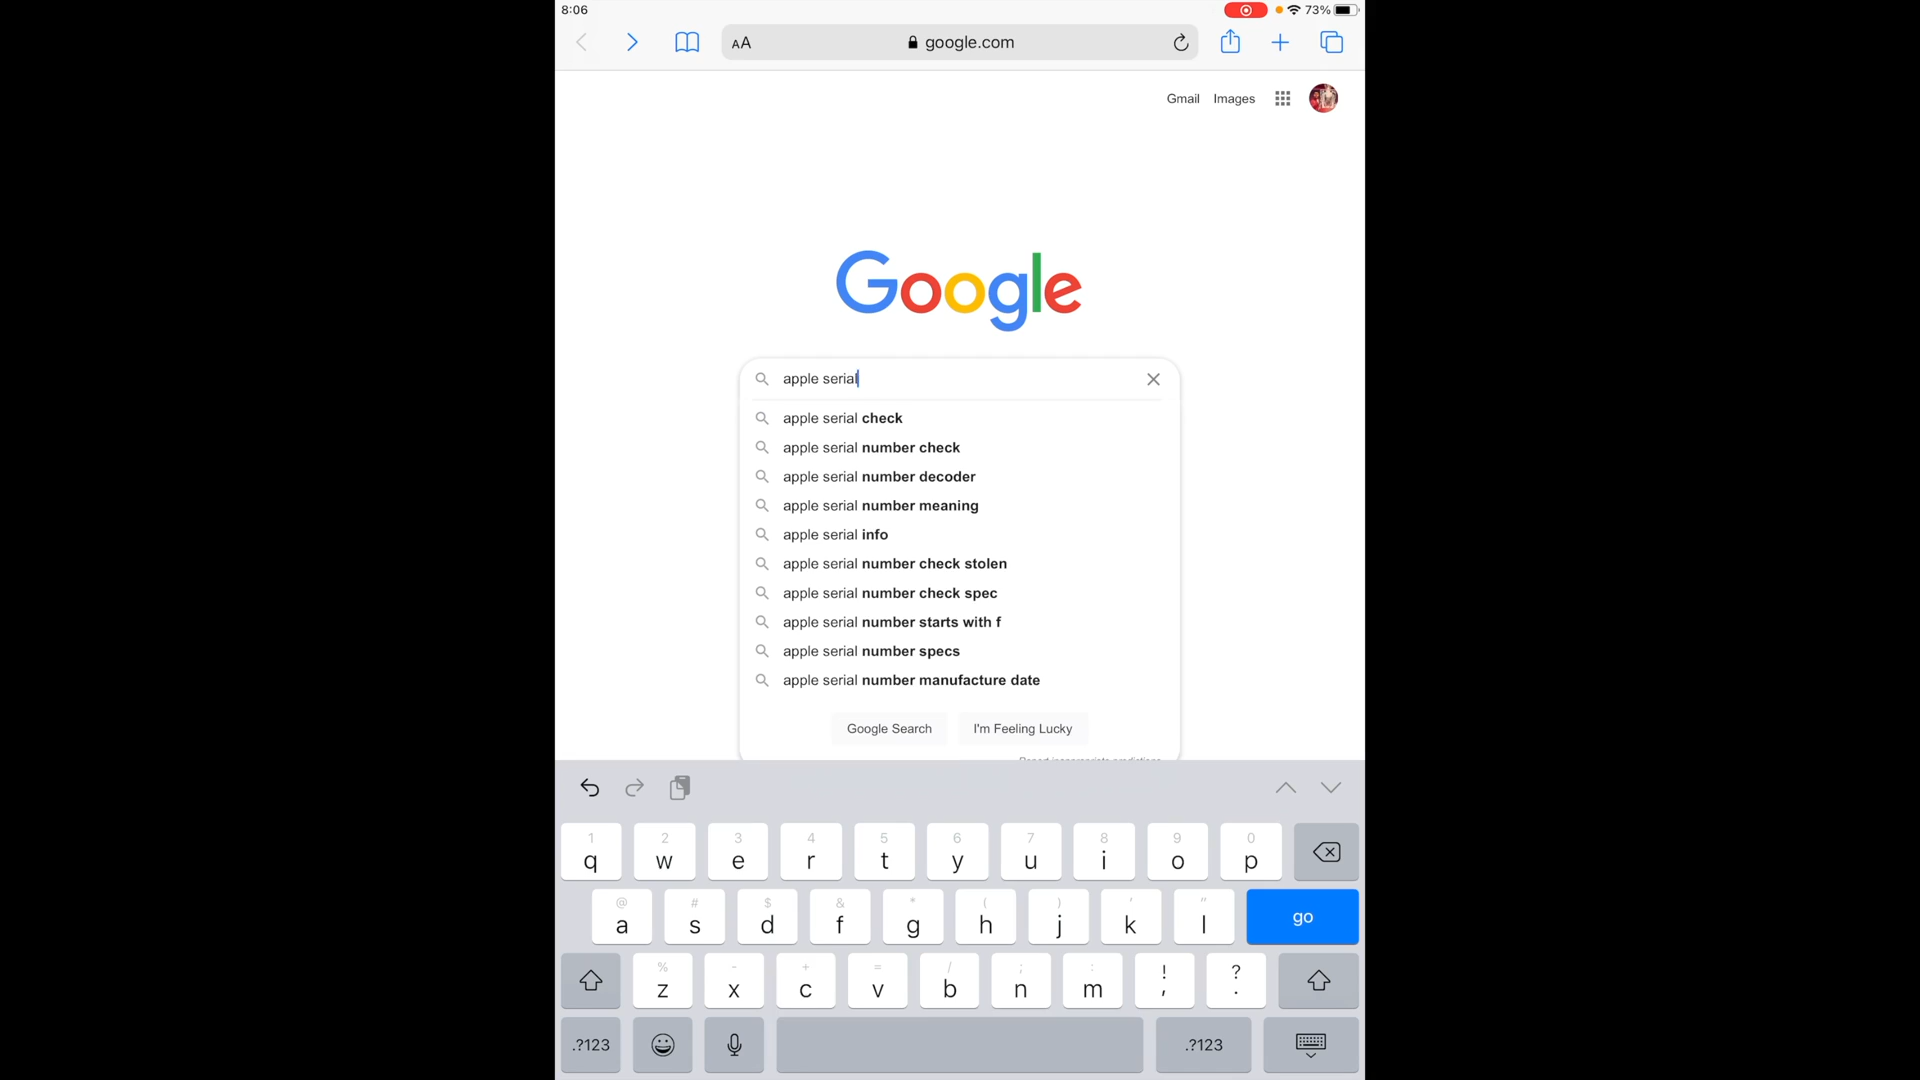 8:06
73%
AA
google.com
Gmail Images
Google
apple serial
apple serial check
apple serial number check
apple serial number decoder
apple serial number meaning
apple serial info
apple serial number check stolen
apple serial number check spec
apple serial number starts with f
apple serial number specs
apple serial number manufacture date
Google Search I'm Feeling Lucky
1 2 3 4 5 6 7 8 9 0
q w e r t y u i o p
@ # $ & * ( ) ' "
a s d f g h j k l go
% - + = / ; : ! ?
z x c v b n m , .
.?123 .?123